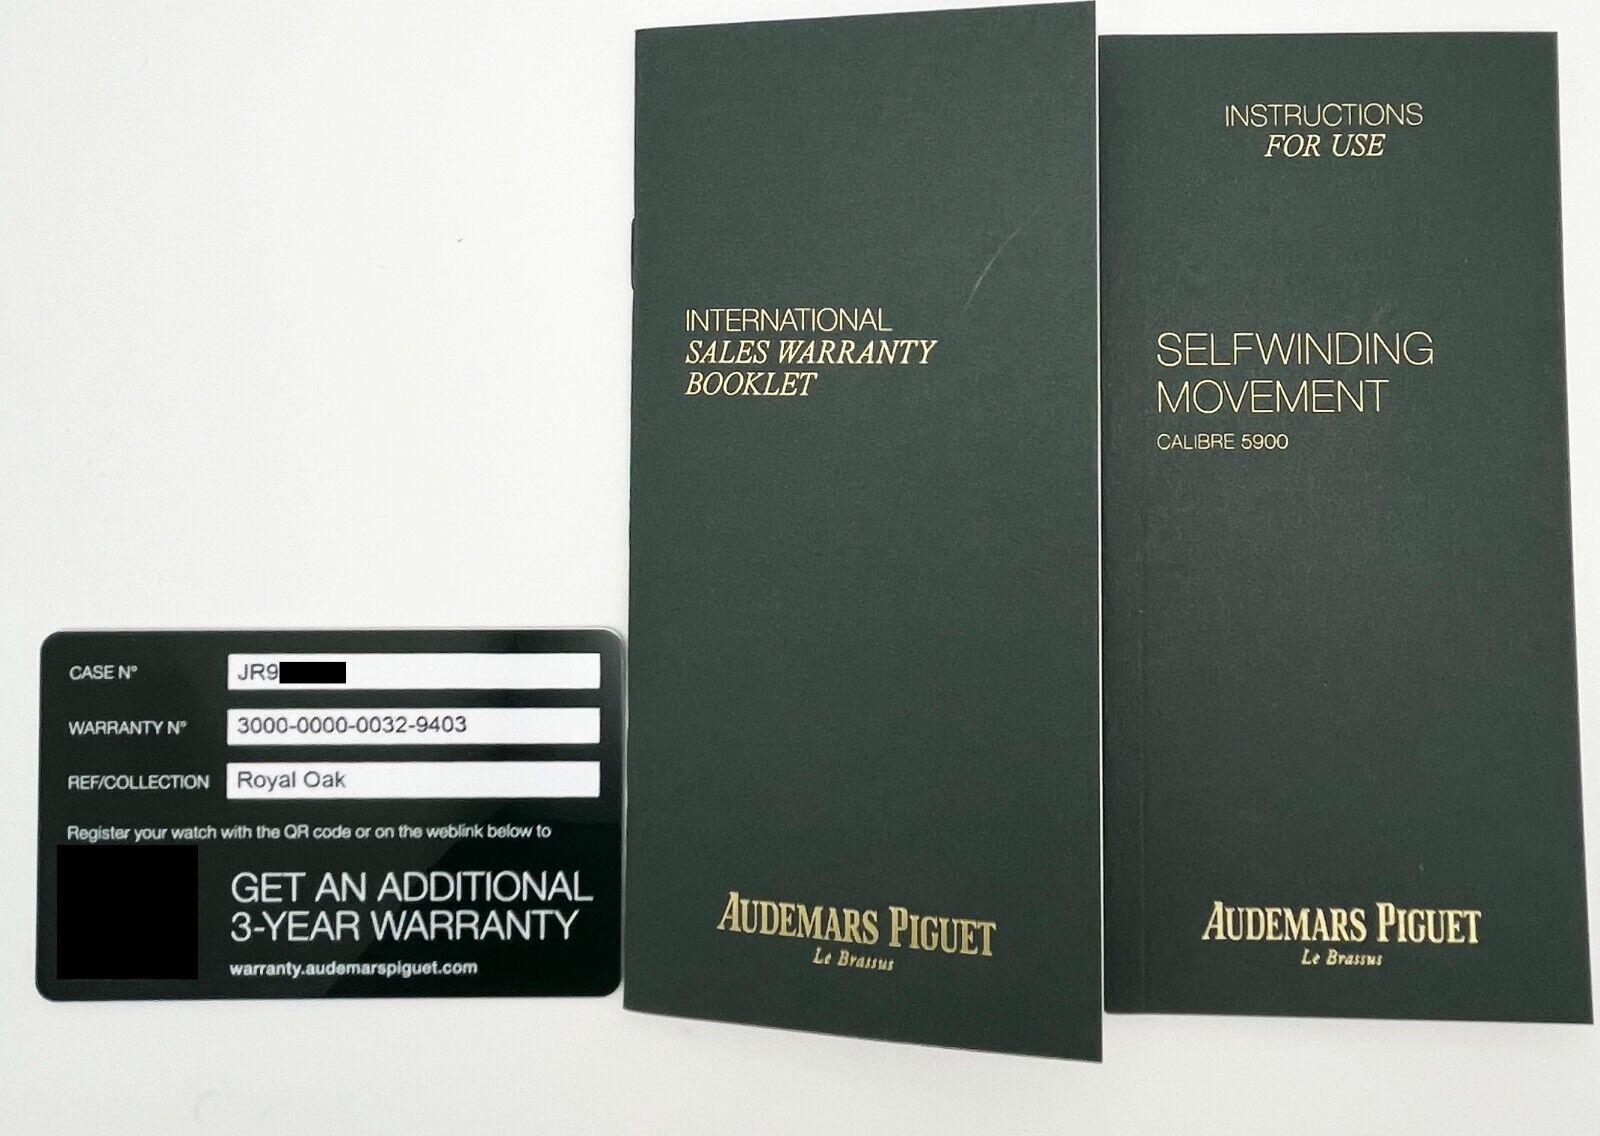 CASE N° JR9
WARRANTY N° 3000-0000-0032-9403
REF/COLLECTION Royal Oak
Register your watch with the QR code or on the weblink below to
GET AN ADDITIONAL
3-YEAR WARRANTY
warranty.audemarspiguet.com
INTERNATIONAL
SALES WARRANTY
BOOKLET
AUDEMARS PIGUET
Le Brassus
INSTRUCTIONS
FOR USE
SELFWINDING
MOVEMENT
CALIBRE 5900
AUDEMARS PIGUET
Le Brassus